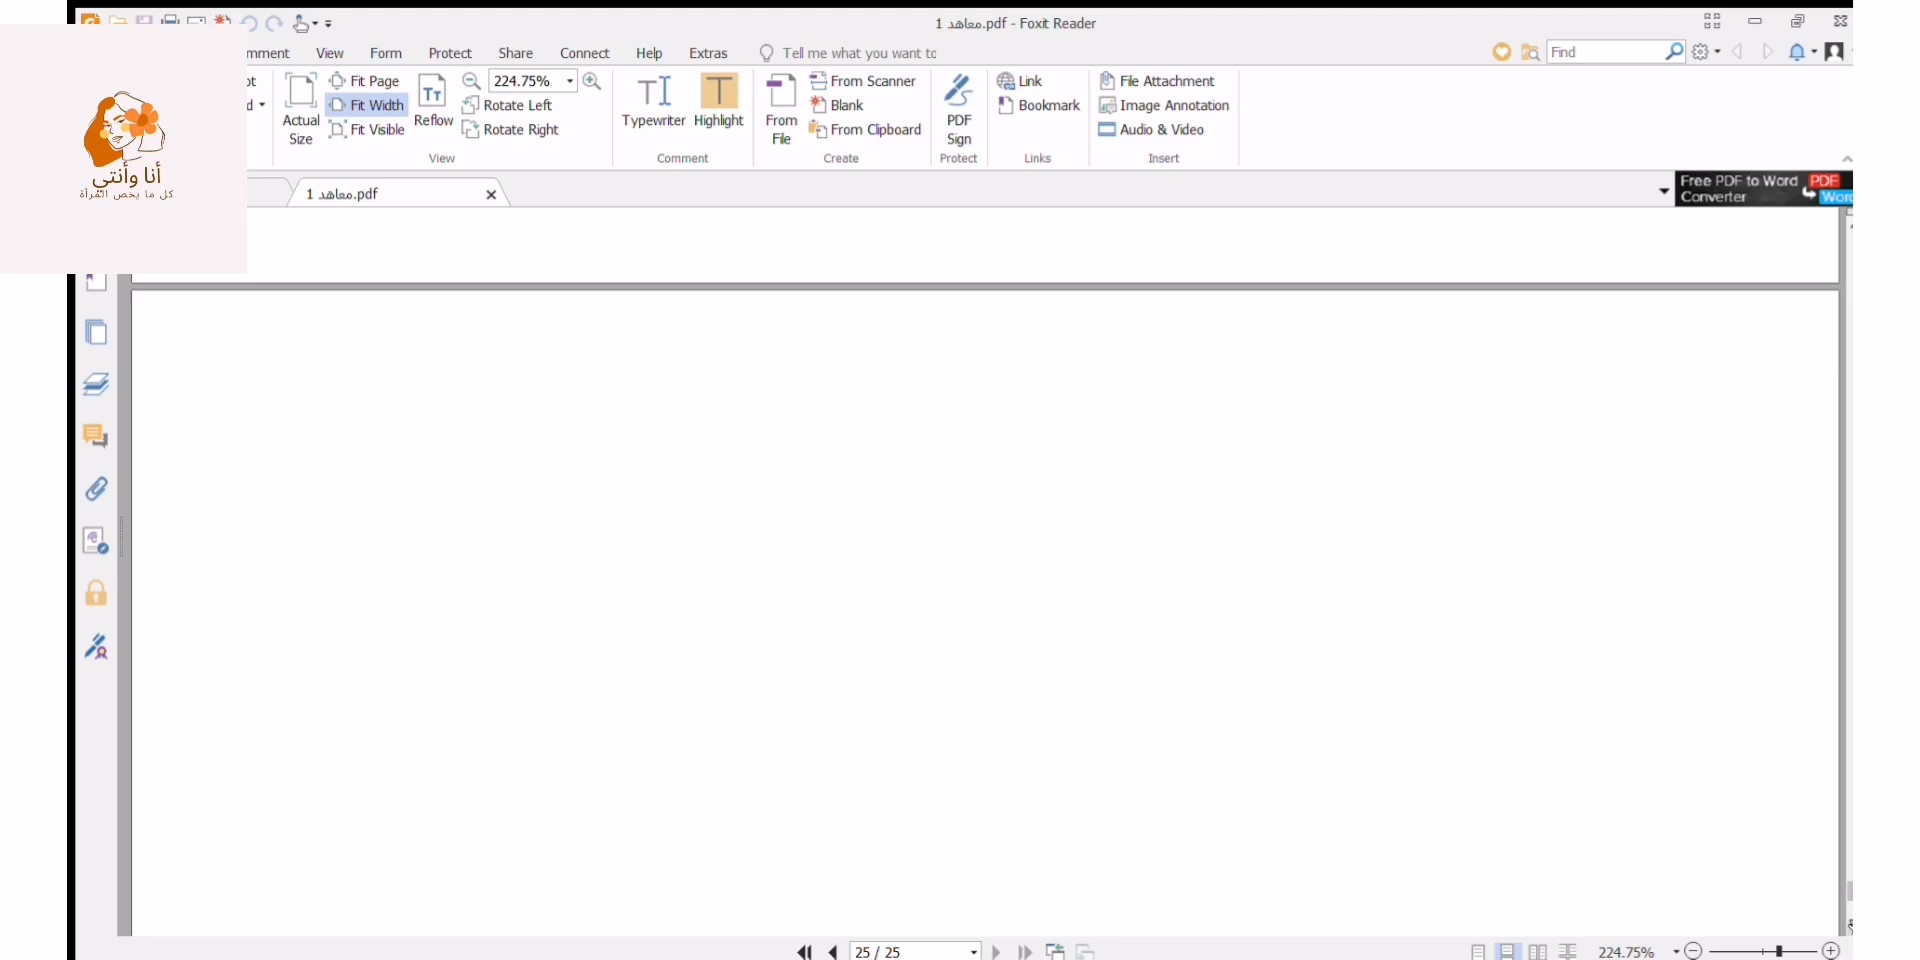 معاهد 1.pdf - Foxit Reader
mment View Form Protect Share Connect Help Extras Tell me what you want to
Find
Actual Size
Fit Page
Fit Width
Fit Visible
Reflow
224.75%
Rotate Left
Rotate Right
View
Typewriter Highlight
Comment
From File
From Scanner
Blank
From Clipboard
Create
PDF Sign
Protect
Link
Bookmark
Links
File Attachment
Image Annotation
Audio & Video
Insert
أنا وأنتي
كل ما يخص المرأة
معاهد 1.pdf
Free PDF to Word
Converter
PDF
Word
25 / 25
224.75%